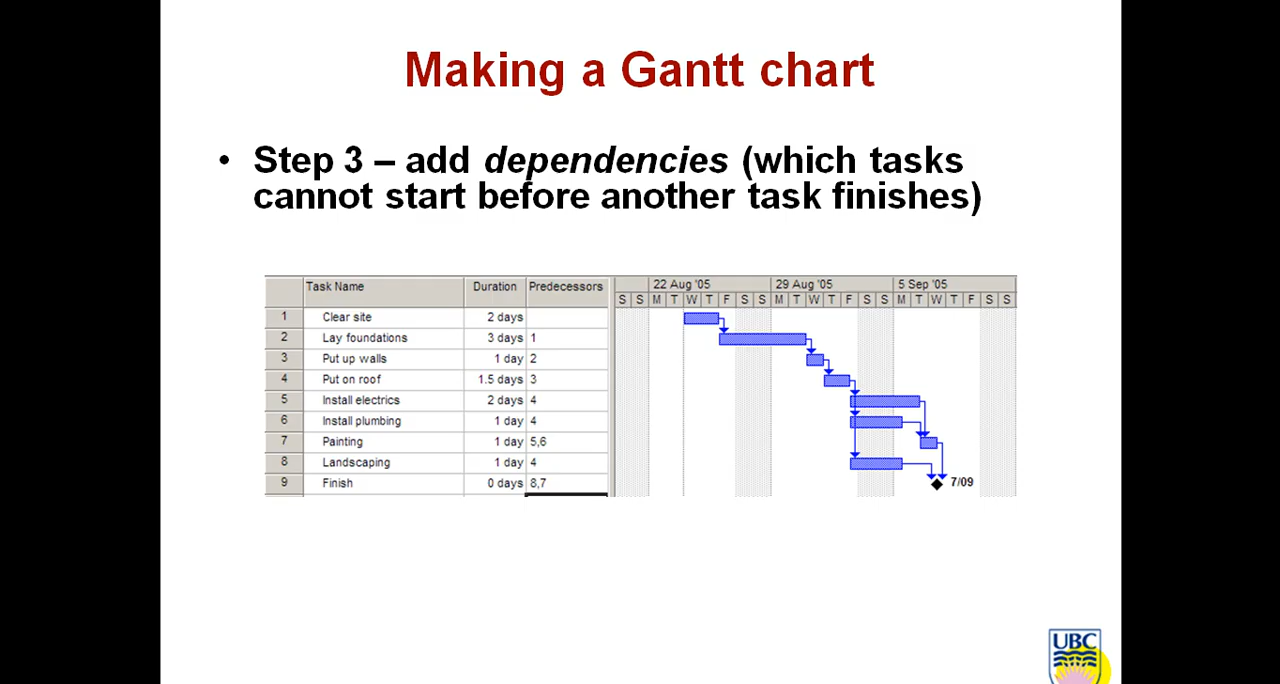 Making a Gantt chart
• Step 3 – add dependencies (which tasks
cannot start before another task finishes)
Task Name Duration Predecessors 22 Aug '05 29 Aug '05 5 Sep '05
S S M T W T F S S M T W T F S S M T W T F S S
1 Clear site 2 days
2 Lay foundations 3 days 1
3 Put up walls 1 day 2
4 Put on roof 1.5 days 3
5 Install electrics 2 days 4
6 Install plumbing 1 day 4
7 Painting 1 day 5,6
8 Landscaping 1 day 4
9 Finish 0 days 8,7 7/09
UBC